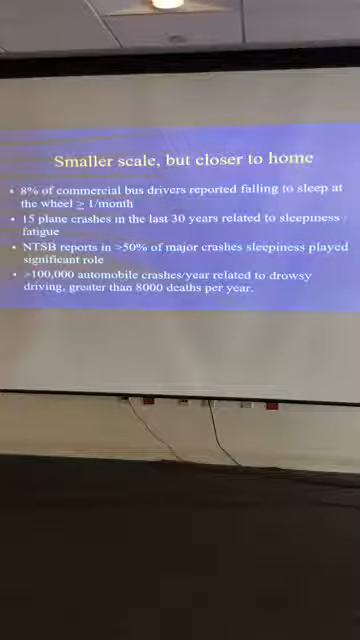 Smaller scale, but closer to home
• 8% of commercial bus drivers reported falling to sleep at
the wheel ≥ 1/month
• 15 plane crashes in the last 30 years related to sleepiness /
fatigue
• NTSB reports in >50% of major crashes sleepiness played
significant role
• >100,000 automobile crashes/year related to drowsy
driving, greater than 8000 deaths per year.